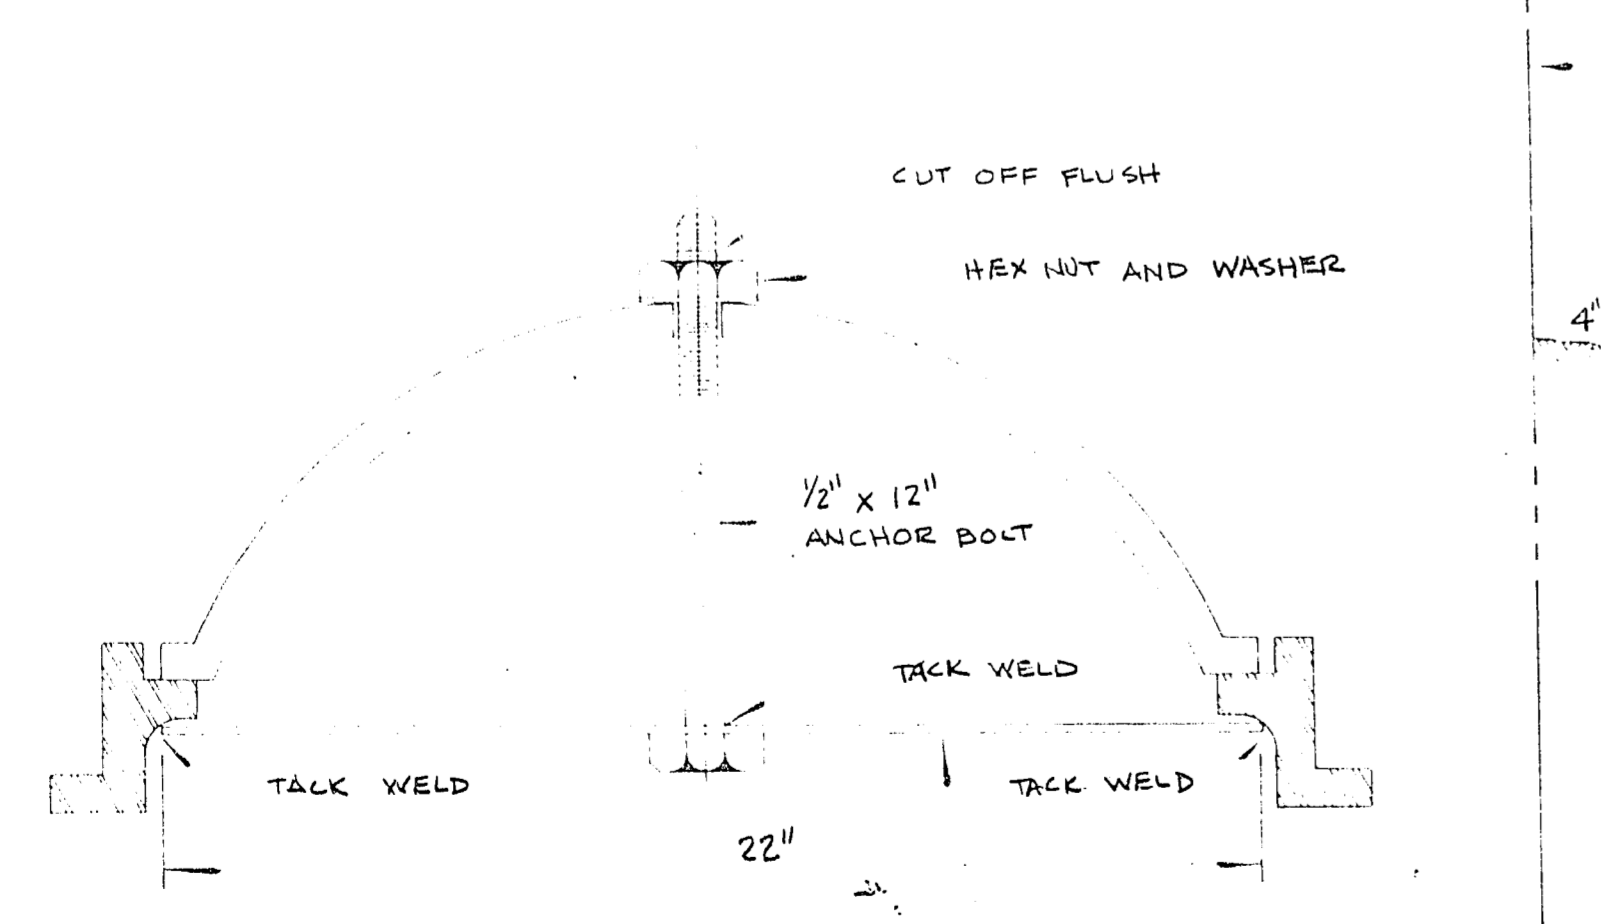 CUT OFF FLUSH
HEX NUT AND WASHER
4"
1/2" X 12"
ANCHOR BOLT
TACK WELD
TACK WELD
TACK WELD
22"